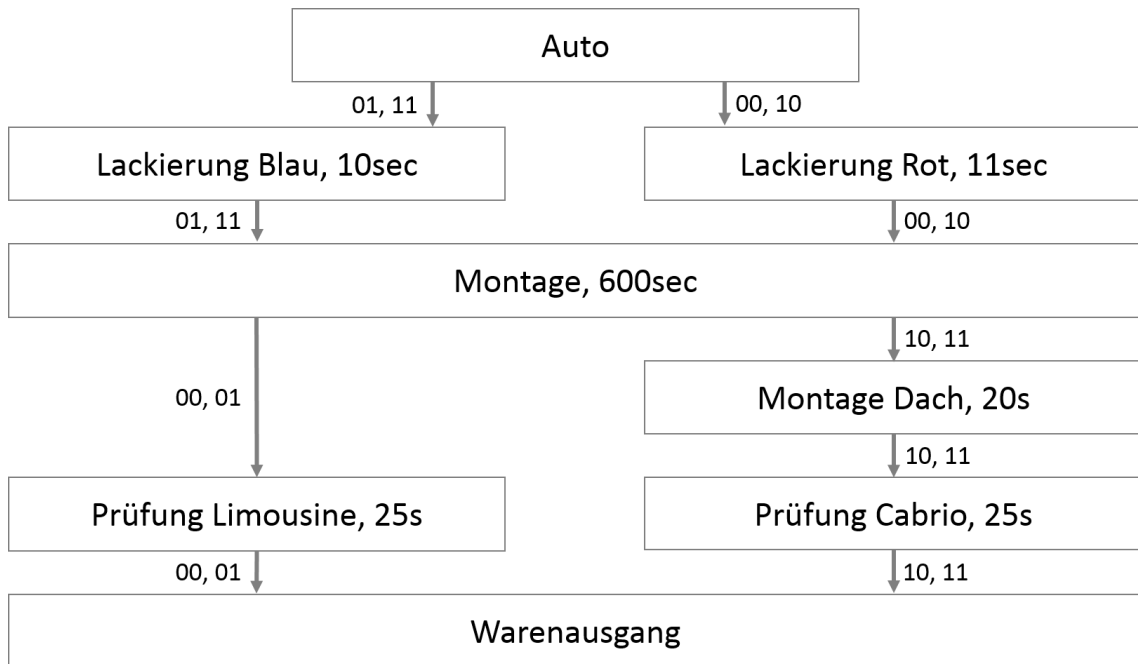 Auto
01, 11
00, 10
Lackierung Blau, 10sec
Lackierung Rot, 11sec
01, 11
00, 10
Montage, 600sec
10, 11
00, 01
Montage Dach, 20s
10, 11
Prüfung Limousine, 25s
Prüfung Cabrio, 25s
00, 01
10, 11
Warenausgang